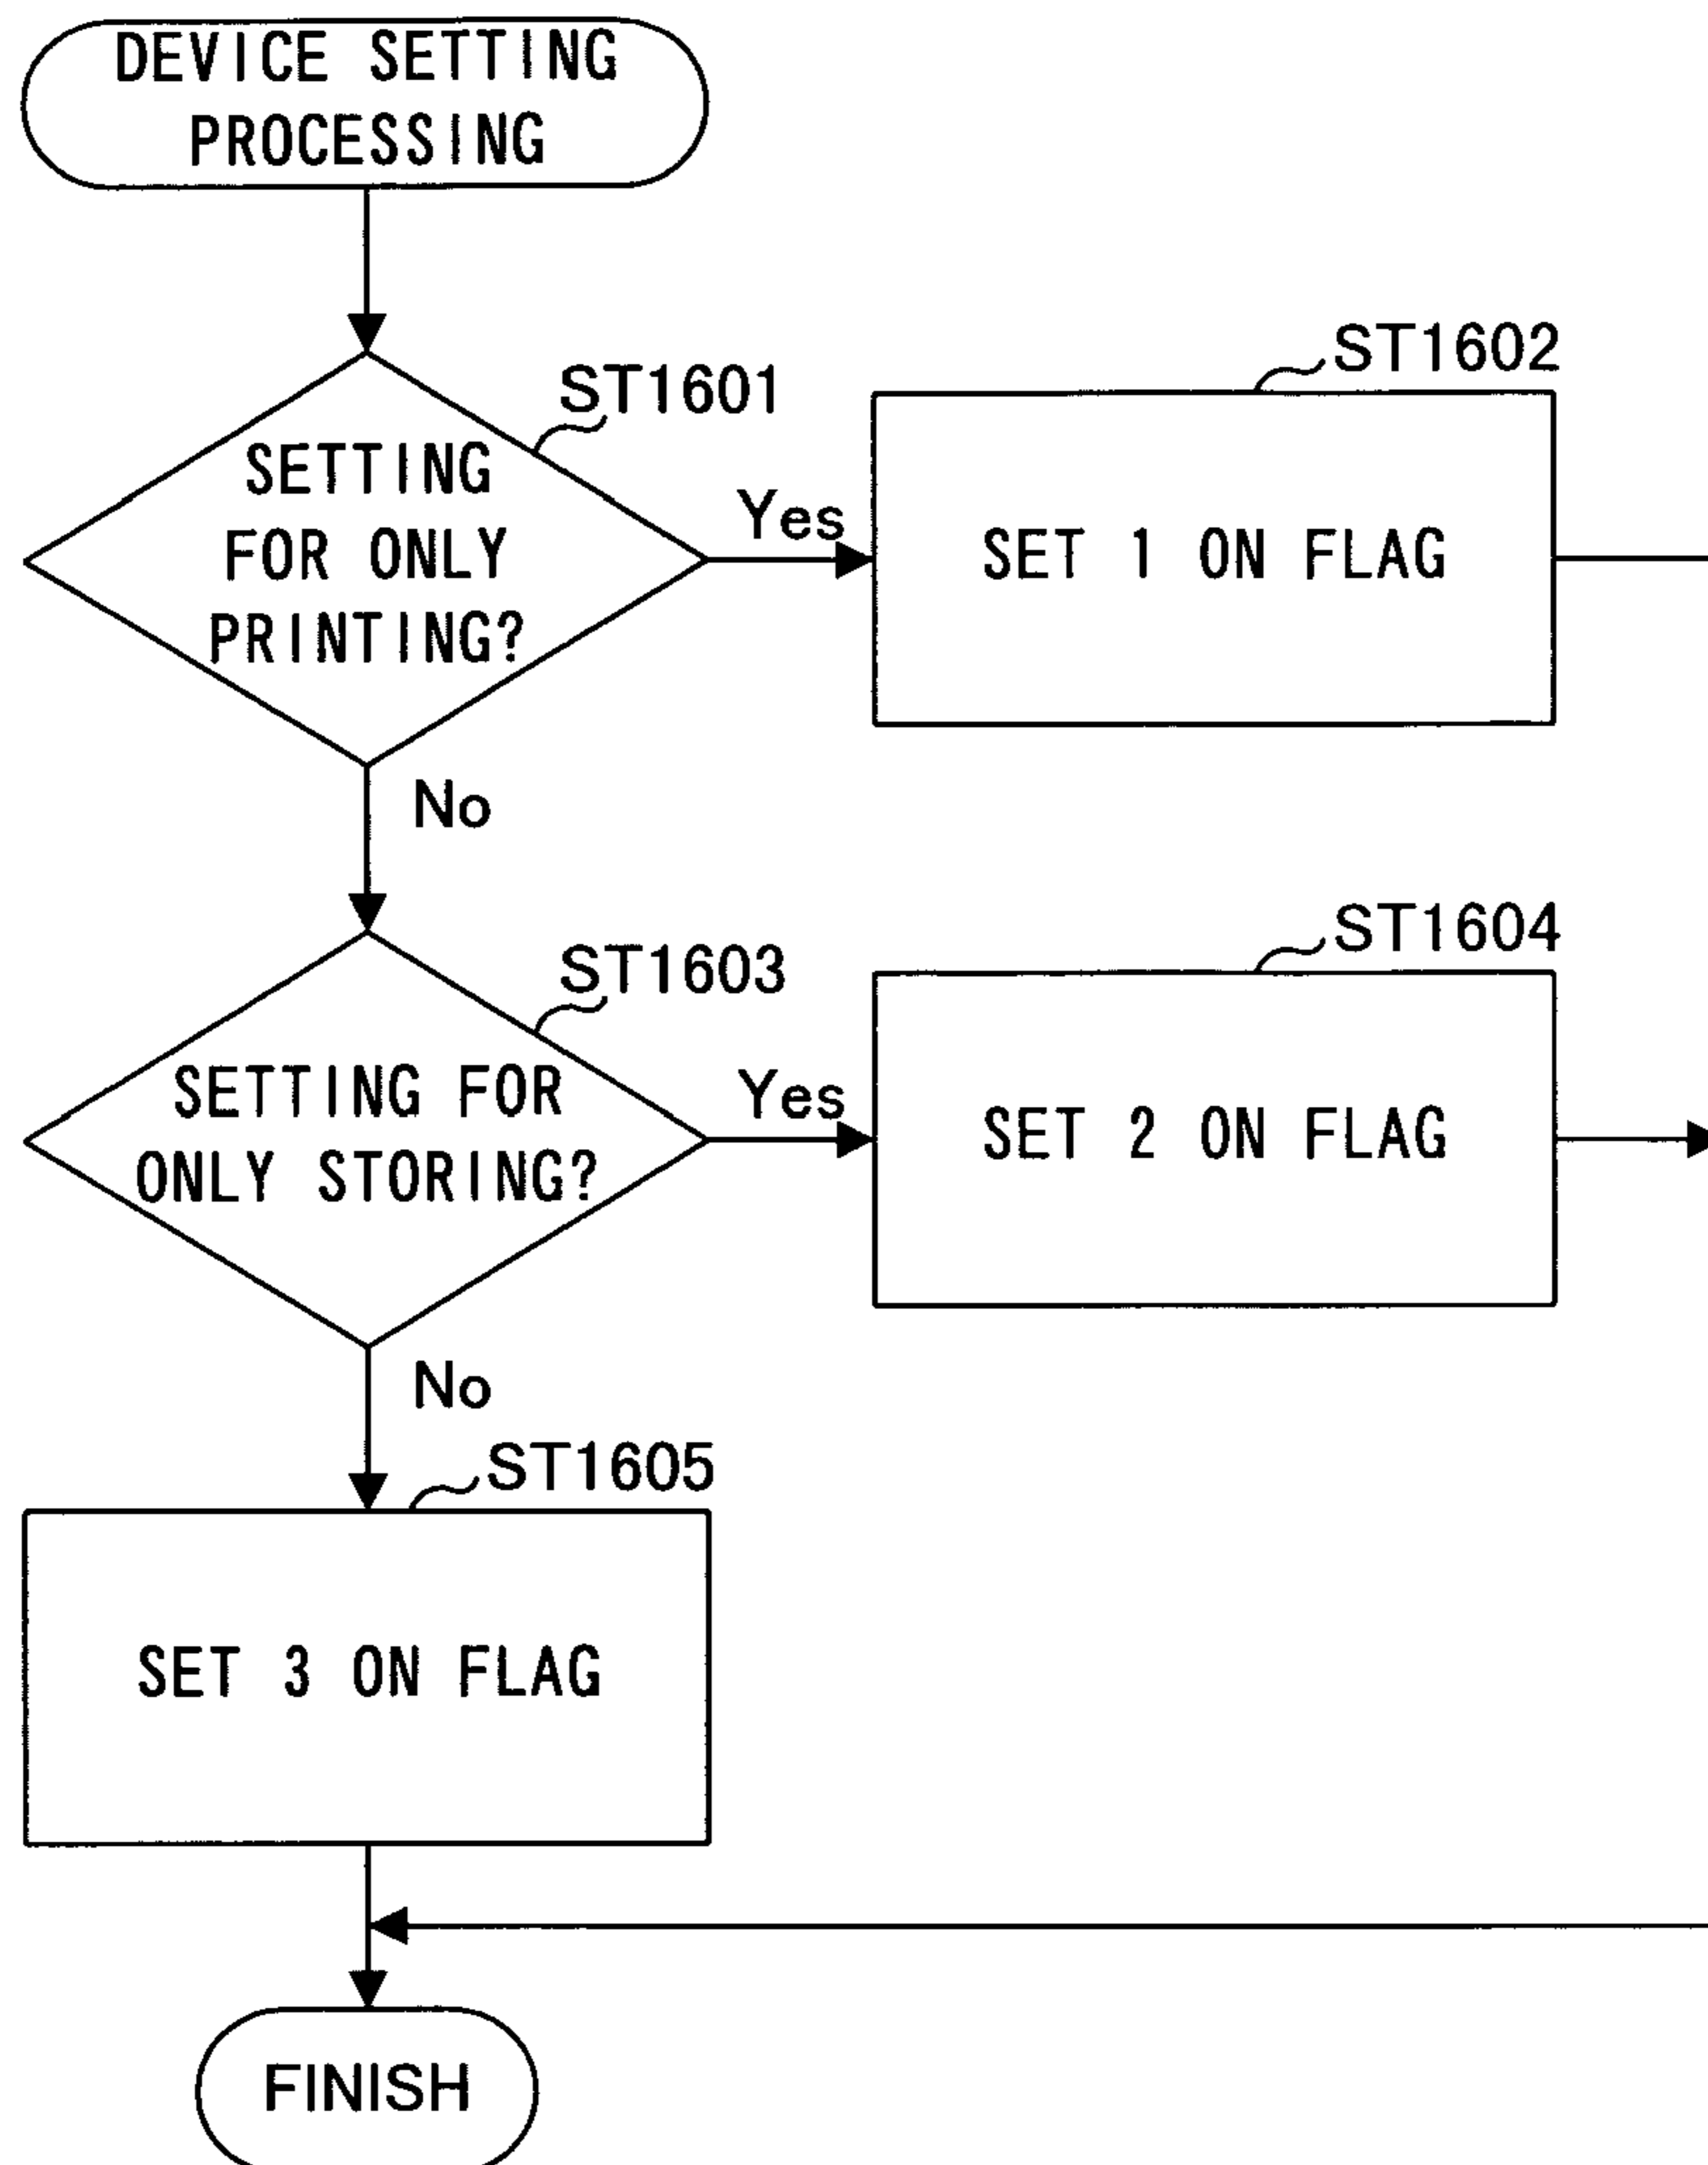 DEVICE SETTING
PROCESSING
ST1601
SETTING
FOR ONLY
PRINTING?
Yes
ST1602
SET 1 ON FLAG
No
ST1603
SETTING FOR
ONLY STORING?
Yes
ST1604
SET 2 ON FLAG
No
ST1605
SET 3 ON FLAG
FINISH